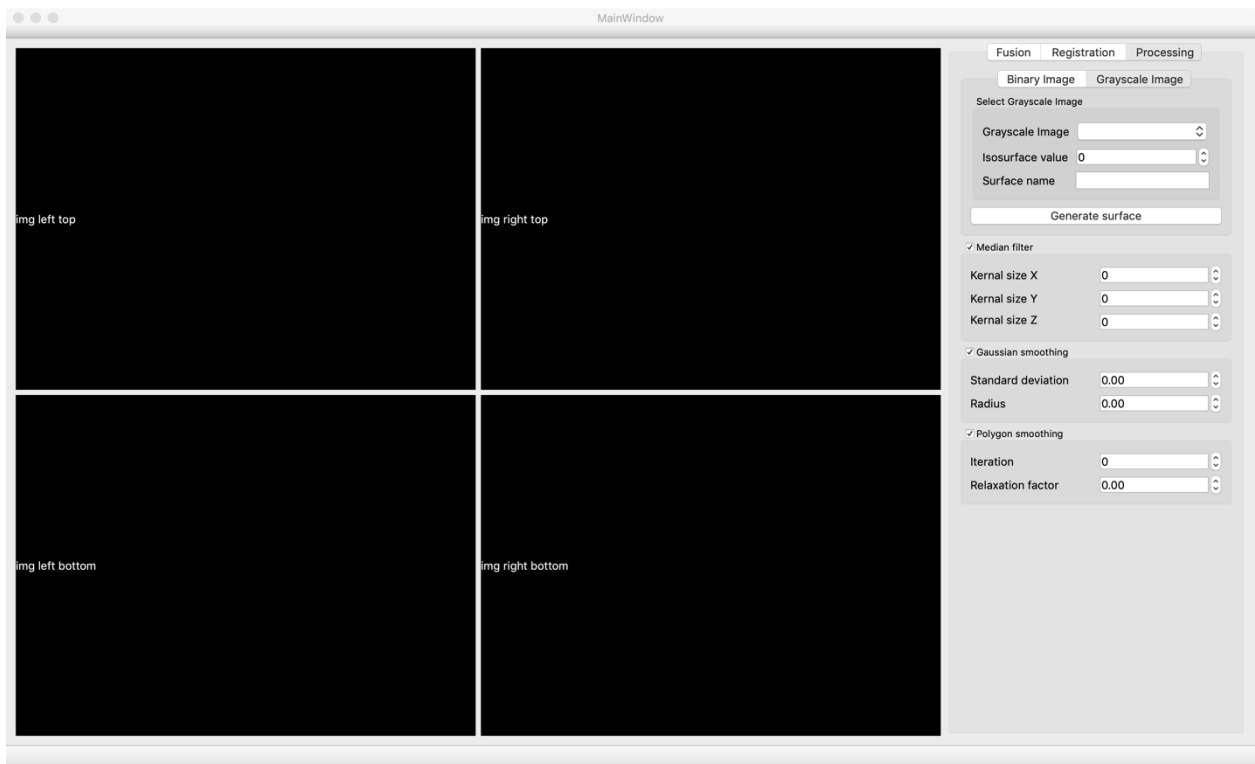 MainWindow
img left top
img right top
img left bottom
img right bottom
Fusion Registration Processing
Binary Image Grayscale Image
Select Grayscale Image
Grayscale Image
Isosurface value 0
Surface name
Generate surface
Median filter
Kernal size X 0
Kernal size Y 0
Kernal size Z 0
Gaussian smoothing
Standard deviation 0.00
Radius 0.00
Polygon smoothing
Iteration 0
Relaxation factor 0.00